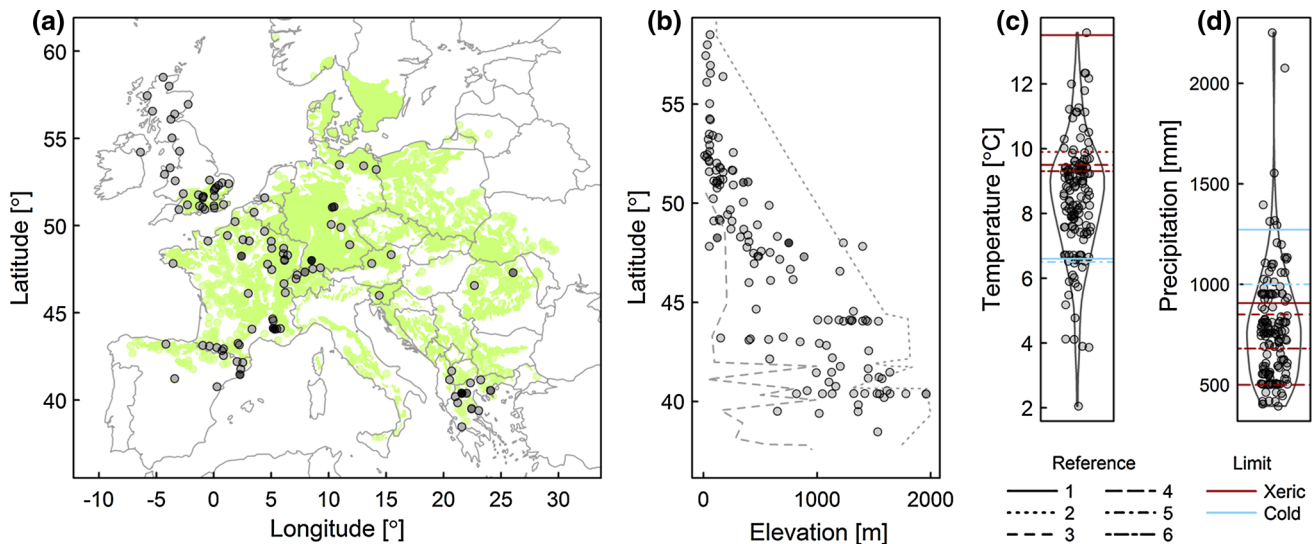 (a)
60
55
50
45
40
Latitude [°]
-10 -5 0 5 10 15 20 25 30
Longitude [°]
(b)
55
50
45
40
Latitude [°]
0 1000 2000
Elevation [m]
(c)
12
10
8
6
4
2
Temperature [°C]
(d)
2000
1500
1000
500
Precipitation [mm]
Reference
1 4
2 5
3 6
Limit
Xeric
Cold